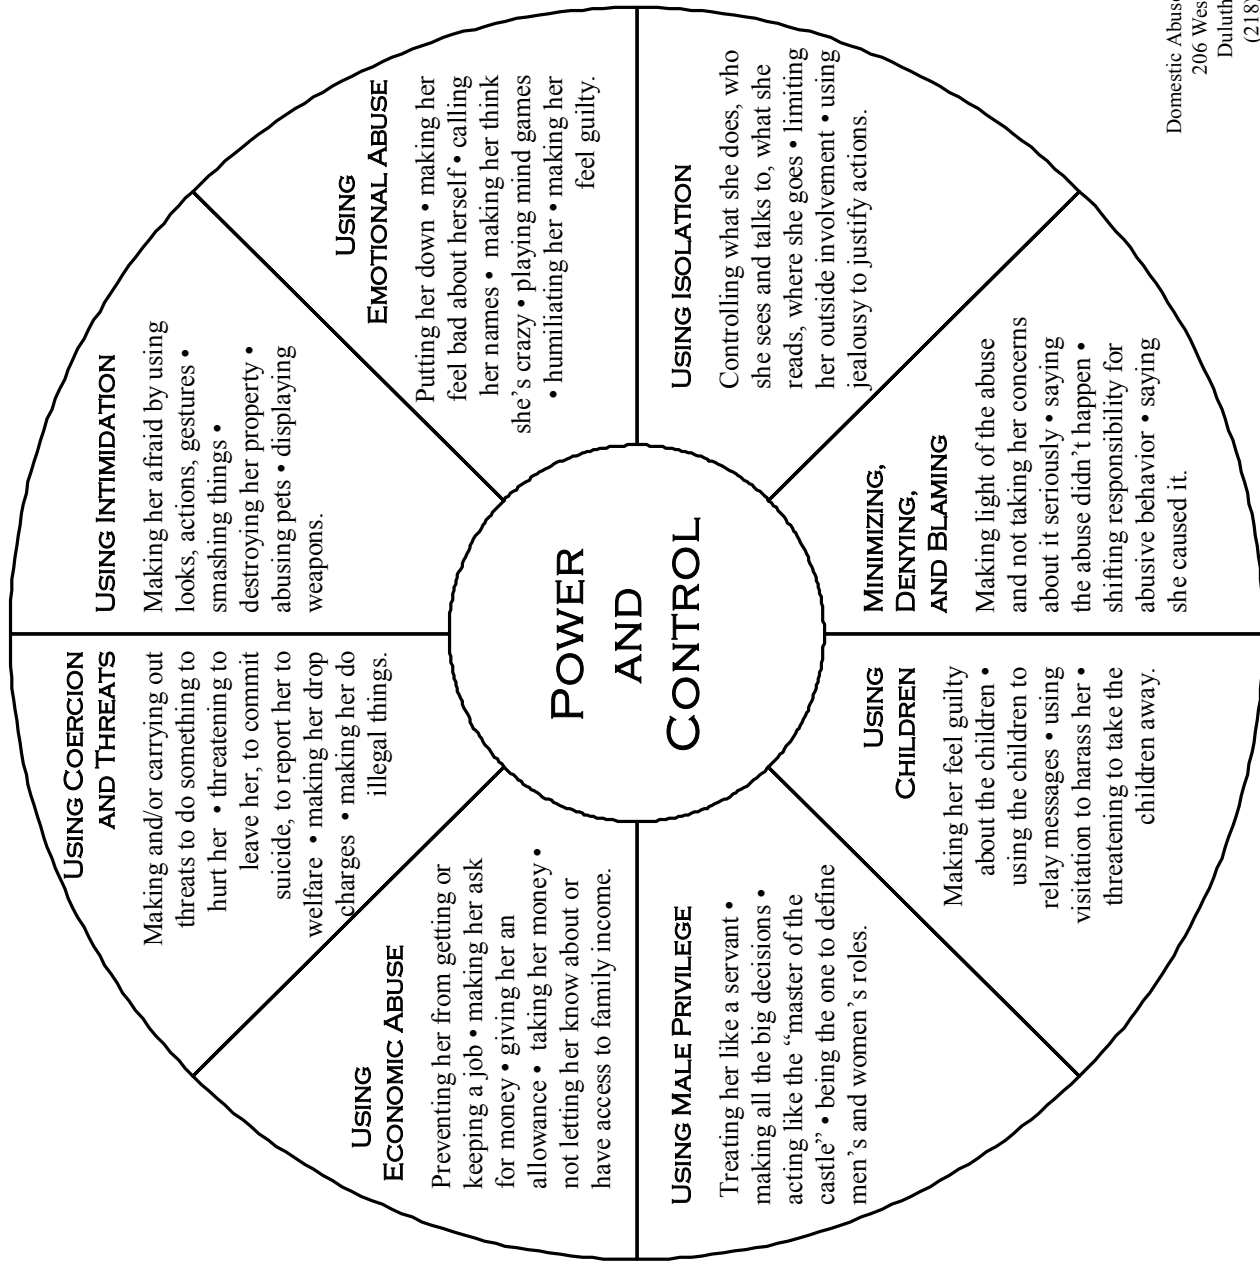 USING COERCION
AND THREATS
Making and/or carrying out
threats to do something to
hurt her • threatening to
leave her, to commit
suicide, to report her to
welfare • making her drop
charges • making her do
illegal things.
USING INTIMIDATION
Making her afraid by using
looks, actions, gestures •
smashing things •
destroying her property •
abusing pets • displaying
weapons.
USING
EMOTIONAL ABUSE
Putting her down • making her
feel bad about herself • calling
her names • making her think
she's crazy • playing mind games
• humiliating her • making her
feel guilty.
USING ISOLATION
Controlling what she does, who
she sees and talks to, what she
reads, where she goes • limiting
her outside involvement • using
jealousy to justify actions.
MINIMIZING,
DENYING,
AND BLAMING
Making light of the abuse
and not taking her concerns
about it seriously • saying
the abuse didn't happen •
shifting responsibility for
abusive behavior • saying
she caused it.
USING
CHILDREN
Making her feel guilty
about the children •
using the children to
relay messages • using
visitation to harass her •
threatening to take the
children away.
USING MALE PRIVILEGE
Treating her like a servant •
making all the big decisions •
acting like the “master of the
castle” • being the one to define
men's and women's roles.
USING
ECONOMIC ABUSE
Preventing her from getting or
keeping a job • making her ask
for money • giving her an
allowance • taking her money •
not letting her know about or
have access to family income.
POWER
AND
CONTROL
Domestic Abuse
206 Wes
Duluth
(218